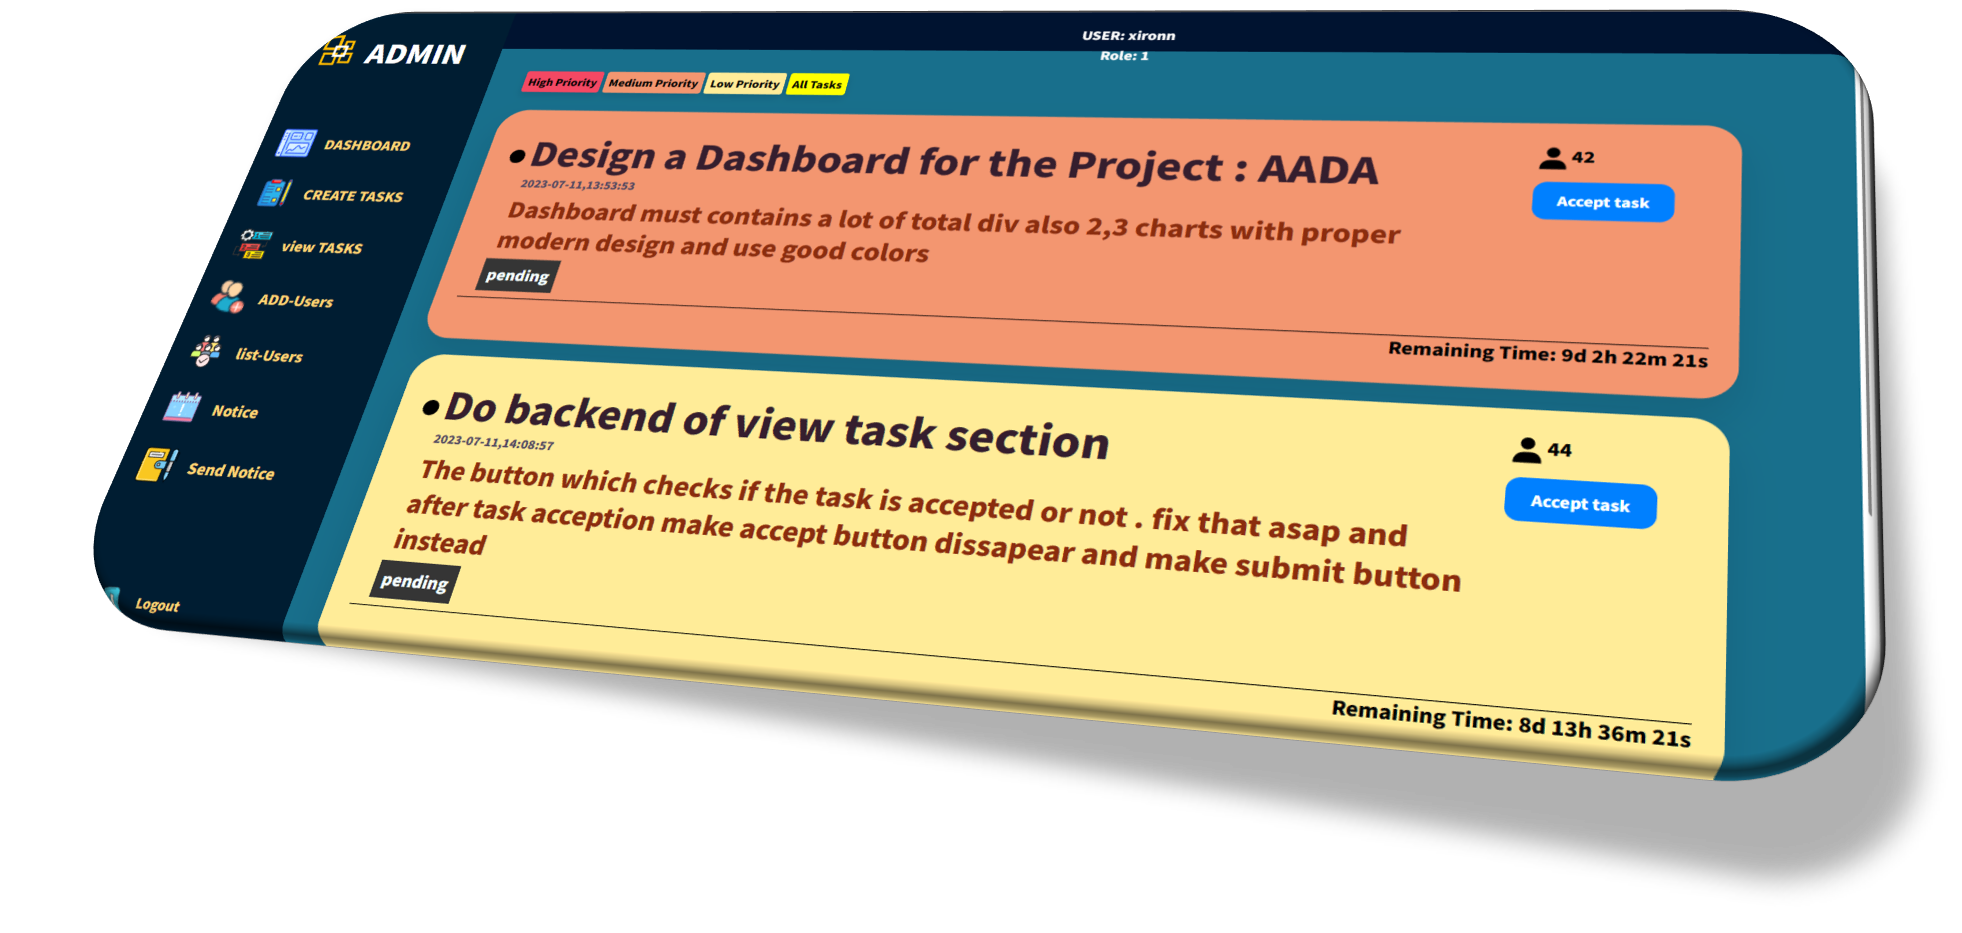 ADMIN
USER: xironn
Role: 1
DASHBOARD
CREATE TASKS
view TASKS
ADD-Users
list-Users
Notice
Send Notice
Logout
High Priority Medium Priority Low Priority All Tasks
Design a Dashboard for the Project : AADA
2023-07-11,13:53:53
Dashboard must contains a lot of total div also 2,3 charts with proper
modern design and use good colors
pending
42
Accept task
Remaining Time: 9d 2h 22m 21s
Do backend of view task section
2023-07-11,14:08:57
The button which checks if the task is accepted or not . fix that asap and
after task acception make accept button dissapear and make submit button
instead
pending
44
Accept task
Remaining Time: 8d 13h 36m 21s